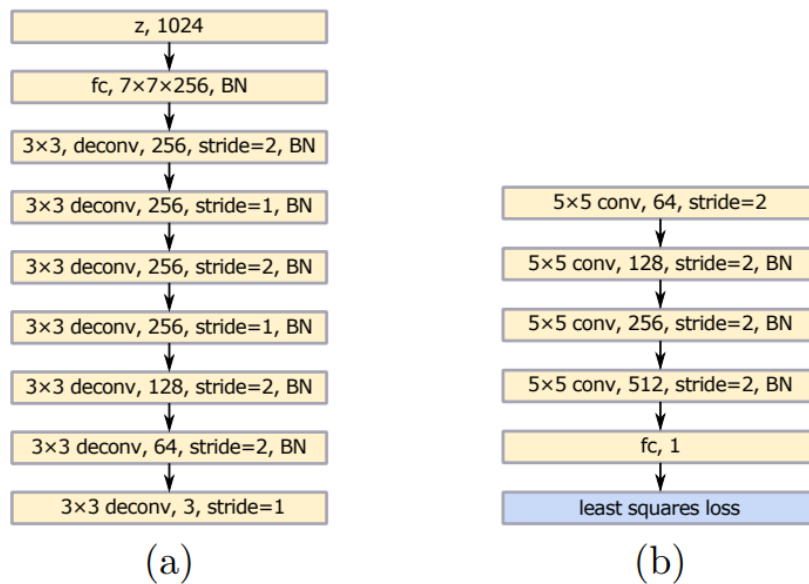 z, 1024
fc, 7×7×256, BN
3×3, deconv, 256, stride=2, BN
3×3 deconv, 256, stride=1, BN
3×3 deconv, 256, stride=2, BN
3×3 deconv, 256, stride=1, BN
3×3 deconv, 128, stride=2, BN
3×3 deconv, 64, stride=2, BN
3×3 deconv, 3, stride=1
(a)
5×5 conv, 64, stride=2
5×5 conv, 128, stride=2, BN
5×5 conv, 256, stride=2, BN
5×5 conv, 512, stride=2, BN
fc, 1
least squares loss
(b)